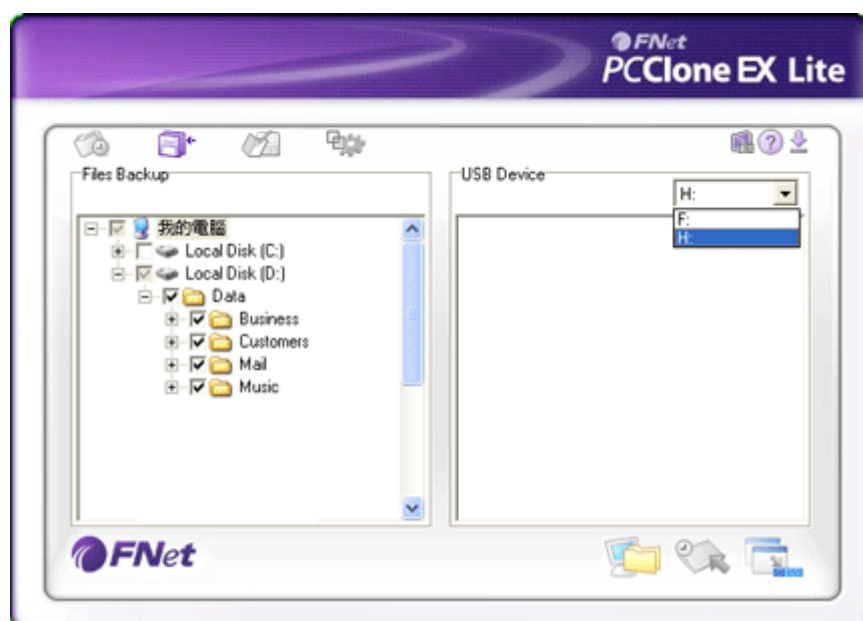 FNet
PCClone EX Lite
Files Backup
USB Device
H:
F:
H:
我的電腦
Local Disk (C:)
Local Disk (D:)
Data
Business
Customers
Mail
Music
FNet